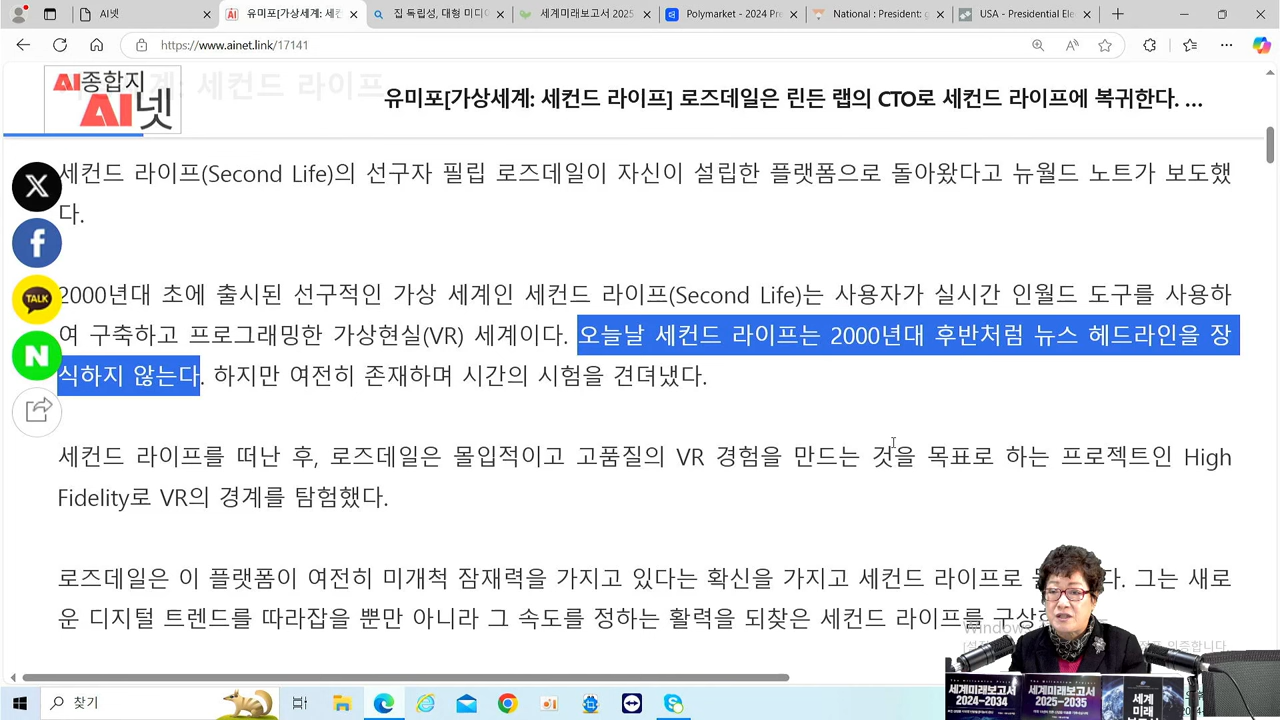 AI넷
유미포[가상세계: 세컨
집 독립성, 대형 미디
세계미래보고서 2025
Polymarket - 2024 Pre
National : President: g
USA - Presidential Ele
https://www.ainet.link/17141
세컨드 라이프
AI종합지
AI넷
유미포[가상세계: 세컨드 라이프] 로즈데일은 린든 랩의 CTO로 세컨드 라이프에 복귀한다. ...
세컨드 라이프(Second Life)의 선구자 필립 로즈데일이 자신이 설립한 플랫폼으로 돌아왔다고 뉴월드 노트가 보도했
다.
2000년대 초에 출시된 선구적인 가상 세계인 세컨드 라이프(Second Life)는 사용자가 실시간 인월드 도구를 사용하
여 구축하고 프로그래밍한 가상현실(VR) 세계이다. 오늘날 세컨드 라이프는 2000년대 후반처럼 뉴스 헤드라인을 장
식하지 않는다. 하지만 여전히 존재하며 시간의 시험을 견뎌냈다.
세컨드 라이프를 떠난 후, 로즈데일은 몰입적이고 고품질의 VR 경험을 만드는 것을 목표로 하는 프로젝트인 High
Fidelity로 VR의 경계를 탐험했다.
로즈데일은 이 플랫폼이 여전히 미개척 잠재력을 가지고 있다는 확신을 가지고 세컨드 라이프로 다. 그는 새로
운 디지털 트렌드를 따라잡을 뿐만 아니라 그 속도를 정하는 활력을 되찾은 세컨드 라이프를
TALK
N
Windows
인증합니다.
찾기
세계미래보고서
2024-2034
세계미래보고서
2025-2035
세계
미래